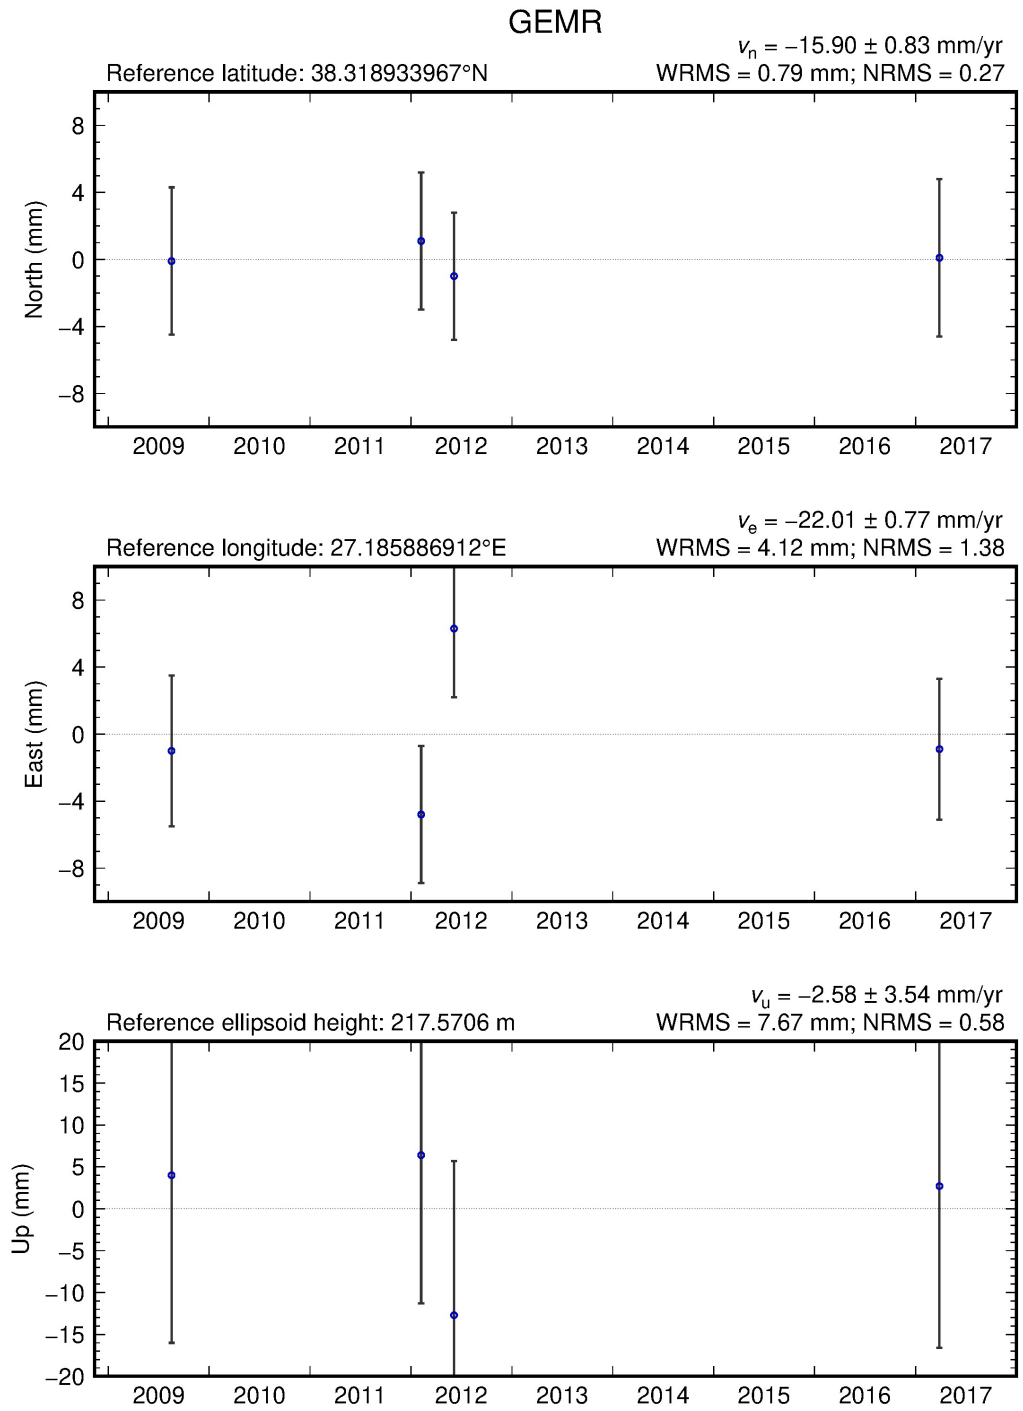 GEMR
vn = −15.90 ± 0.83 mm/yr
Reference latitude: 38.318933967°N
WRMS = 0.79 mm; NRMS = 0.27
8
4
0
−4
−8
North (mm)
2009 2010 2011 2012 2013 2014 2015 2016 2017
ve = −22.01 ± 0.77 mm/yr
Reference longitude: 27.185886912°E
WRMS = 4.12 mm; NRMS = 1.38
8
4
0
−4
−8
East (mm)
2009 2010 2011 2012 2013 2014 2015 2016 2017
vu = −2.58 ± 3.54 mm/yr
Reference ellipsoid height: 217.5706 m
WRMS = 7.67 mm; NRMS = 0.58
20
15
10
5
0
−5
−10
−15
−20
Up (mm)
2009 2010 2011 2012 2013 2014 2015 2016 2017